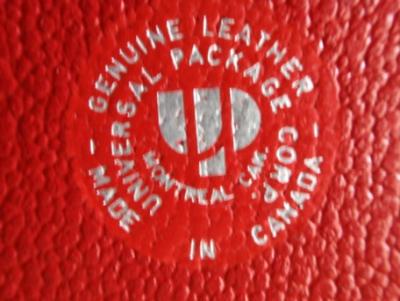 GENUINE LEATHER
UNIVERSAL PACKAGE CORP.
UP
MONTREAL CAN.
- MADE IN CANADA -